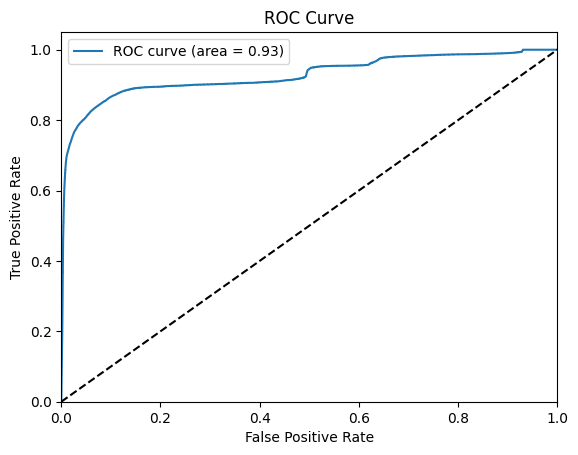 ROC Curve
ROC curve (area = 0.93)
True Positive Rate
1.0
0.8
0.6
0.4
0.2
0.0
0.0 0.2 0.4 0.6 0.8 1.0
False Positive Rate